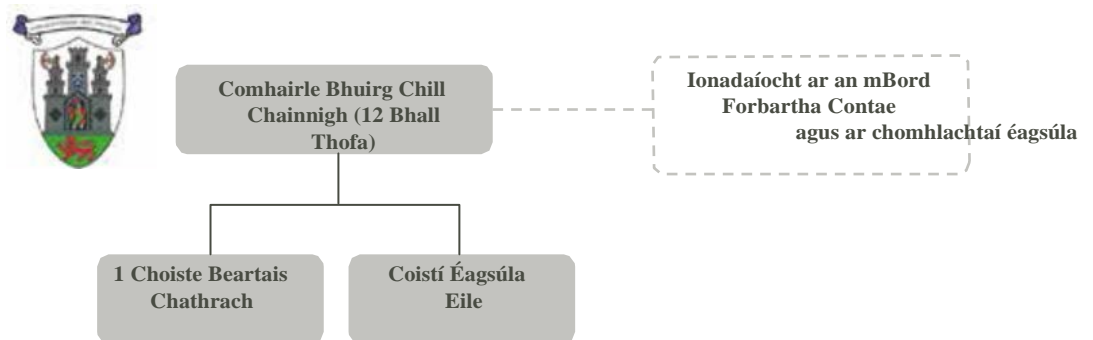 Comhairle Bhuirg Chill
Chainnigh (12 Bhall
Thofa)
Ionadaíocht ar an mBord
Forbartha Contae
agus ar chomhlachtaí éagsúla
1 Choiste Beartais
Chathrach
Coistí Éagsúla
Eile